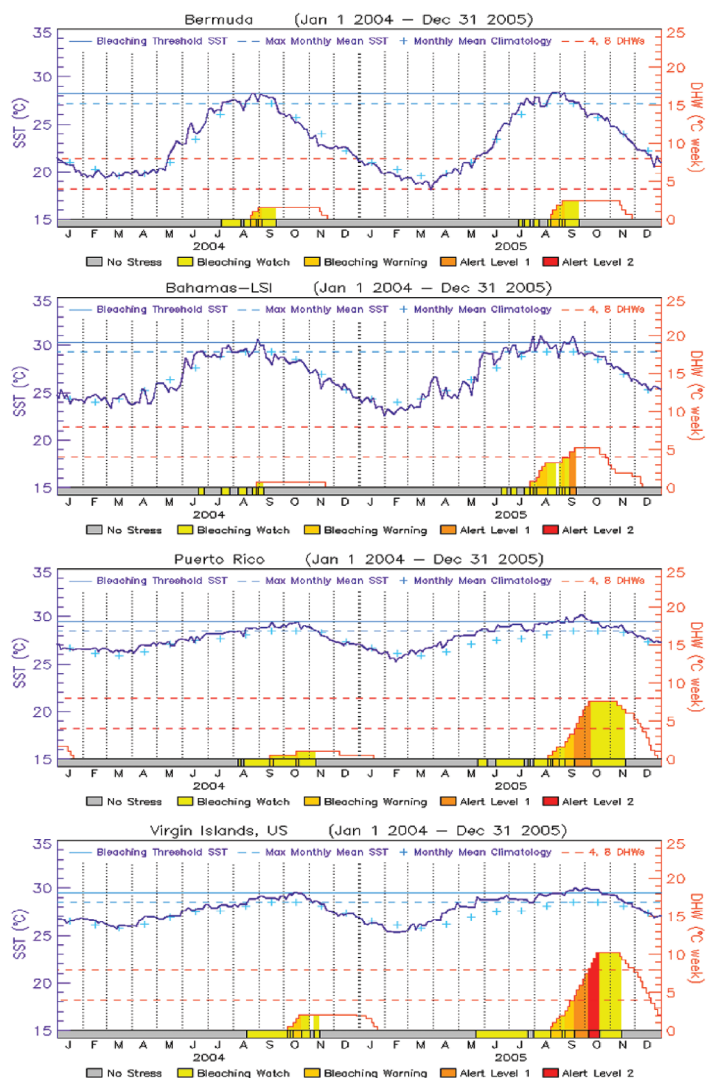 Bermuda (Jan 1 2004 – Dec 31 2005)
35 25
Bleaching Threshold SST Max Monthly Mean SST Monthly Mean Climatology 4, 8 DHWs
30 20
25 15
20 10
15 5
0
SST (°C)
DHW (°C week)
J F M A M J J A S O N D J F M A M J J A S O N D
2004 2005
No Stress Bleaching Watch Bleaching Warning Alert Level 1 Alert Level 2
Bahamas–LSI (Jan 1 2004 – Dec 31 2005)
35 25
Bleaching Threshold SST Max Monthly Mean SST Monthly Mean Climatology 4, 8 DHWs
30 20
25 15
20 10
15 5
0
SST (°C)
DHW (°C week)
J F M A M J J A S O N D J F M A M J J A S O N D
2004 2005
No Stress Bleaching Watch Bleaching Warning Alert Level 1 Alert Level 2
Puerto Rico (Jan 1 2004 – Dec 31 2005)
35 25
Bleaching Threshold SST Max Monthly Mean SST Monthly Mean Climatology 4, 8 DHWs
30 20
25 15
20 10
15 5
0
SST (°C)
DHW (°C week)
J F M A M J J A S O N D J F M A M J J A S O N D
2004 2005
No Stress Bleaching Watch Bleaching Warning Alert Level 1 Alert Level 2
Virgin Islands, US (Jan 1 2004 – Dec 31 2005)
35 25
Bleaching Threshold SST Max Monthly Mean SST Monthly Mean Climatology 4, 8 DHWs
30 20
25 15
20 10
15 5
0
SST (°C)
DHW (°C week)
J F M A M J J A S O N D J F M A M J J A S O N D
2004 2005
No Stress Bleaching Watch Bleaching Warning Alert Level 1 Alert Level 2